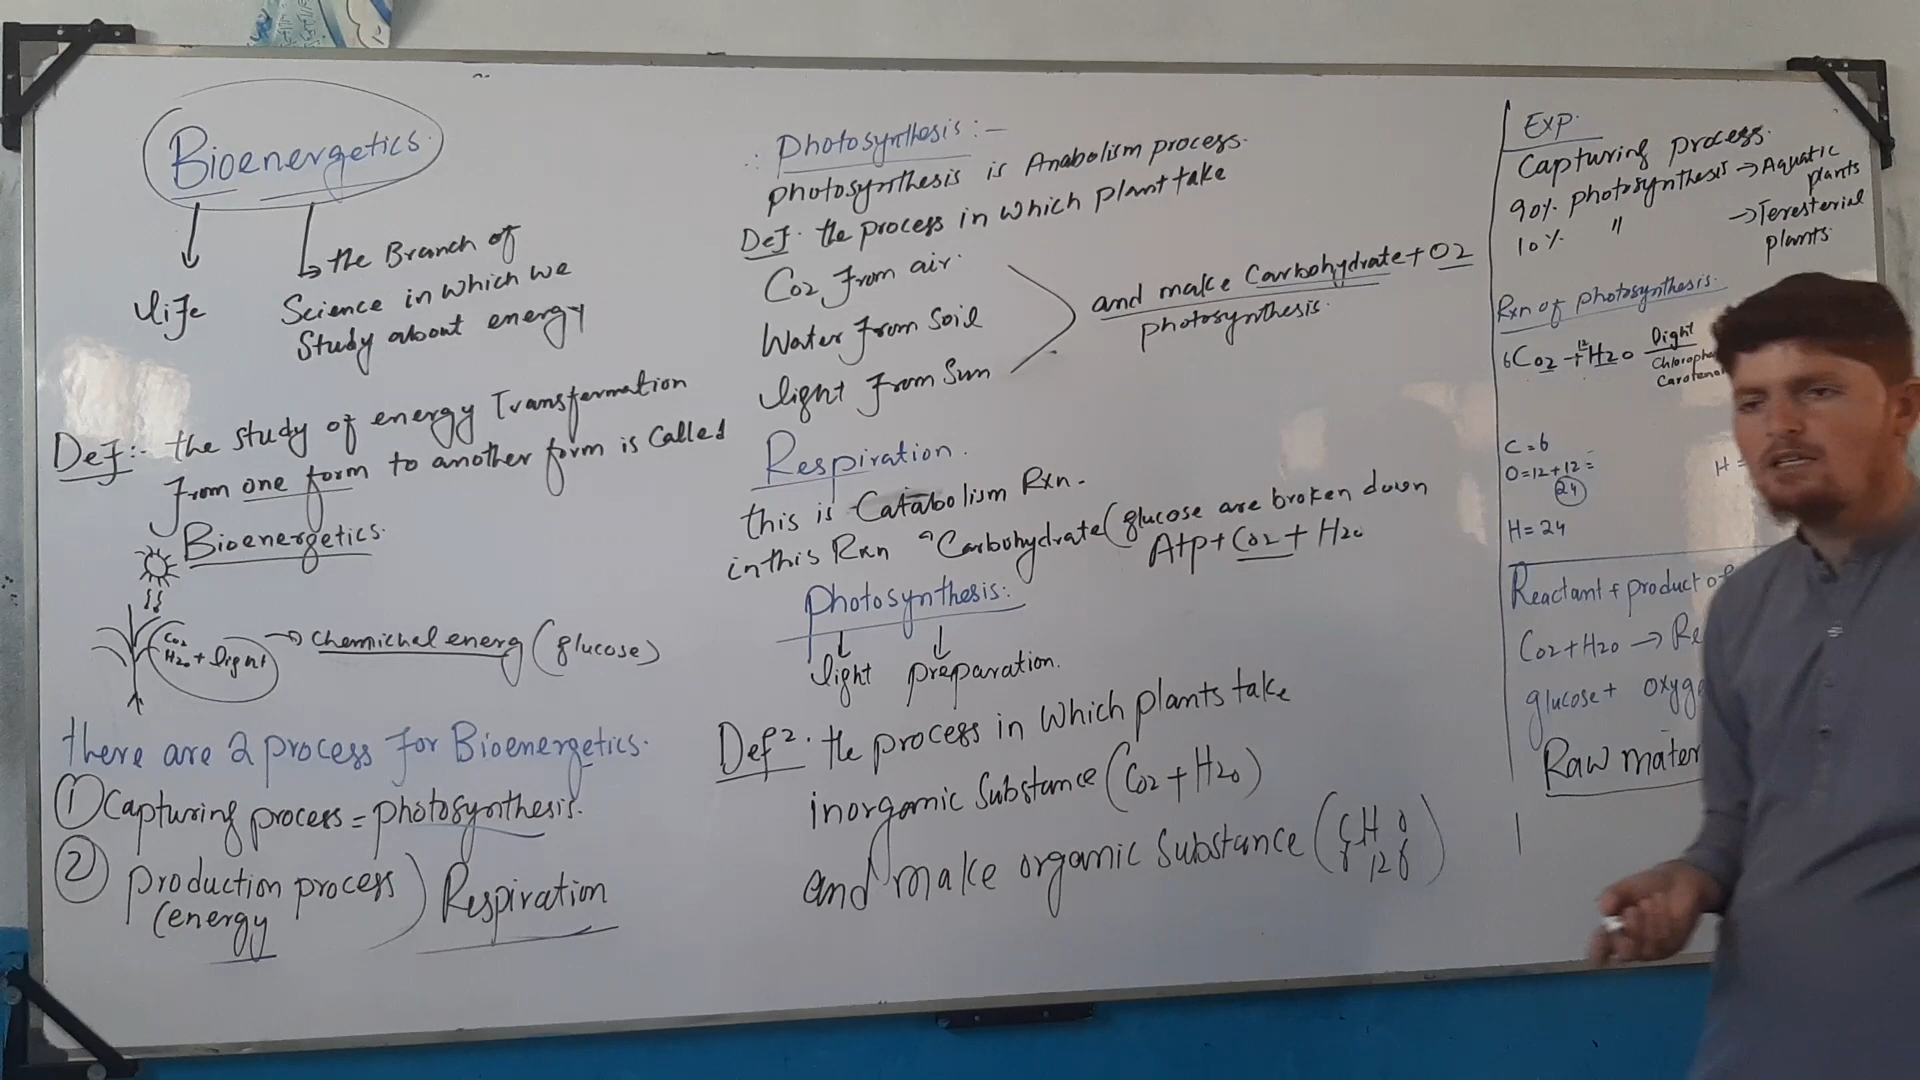 Bioenergetics.
life
the Branch of
Science in which we
Study about energy
Def:- the study of energy Transformation
from one form to another form is Called
Bioenergetics.
Co2
H2o + light
Chemichal energy (glucose)
there are 2 process for Bioenergetics.
① Capturing process = photosynthesis.
② production process
(energy) Respiration
Photosynthesis:-
photosynthesis is Anabolism process.
Def. the process in which plant take
Co2 from air.
Water from Soil
light from Sun
and make Carbohydrate + O2
photosynthesis.
Respiration.
this is Catabolism Rxn.
in this Rxn Carbohydrate (glucose are broken down
Atp + Co2 + H2o
photosynthesis:
light preparation.
Def 2. the process in which plants take
inorganic Substance (Co2 + H2o)
and make organic Substance (C6H12O6)
Exp.
Capturing process.
90% photosynthesis → Aquatic
plants
10% " → Teresterial
plants.
Rxn of photosynthesis.
6Co2 + 12H2o light
C = 6
O = 12 + 12 =
24
H =
H = 24
Reactant + product of
Co2 + H2o → Re
glucose + oxyg
Raw mater